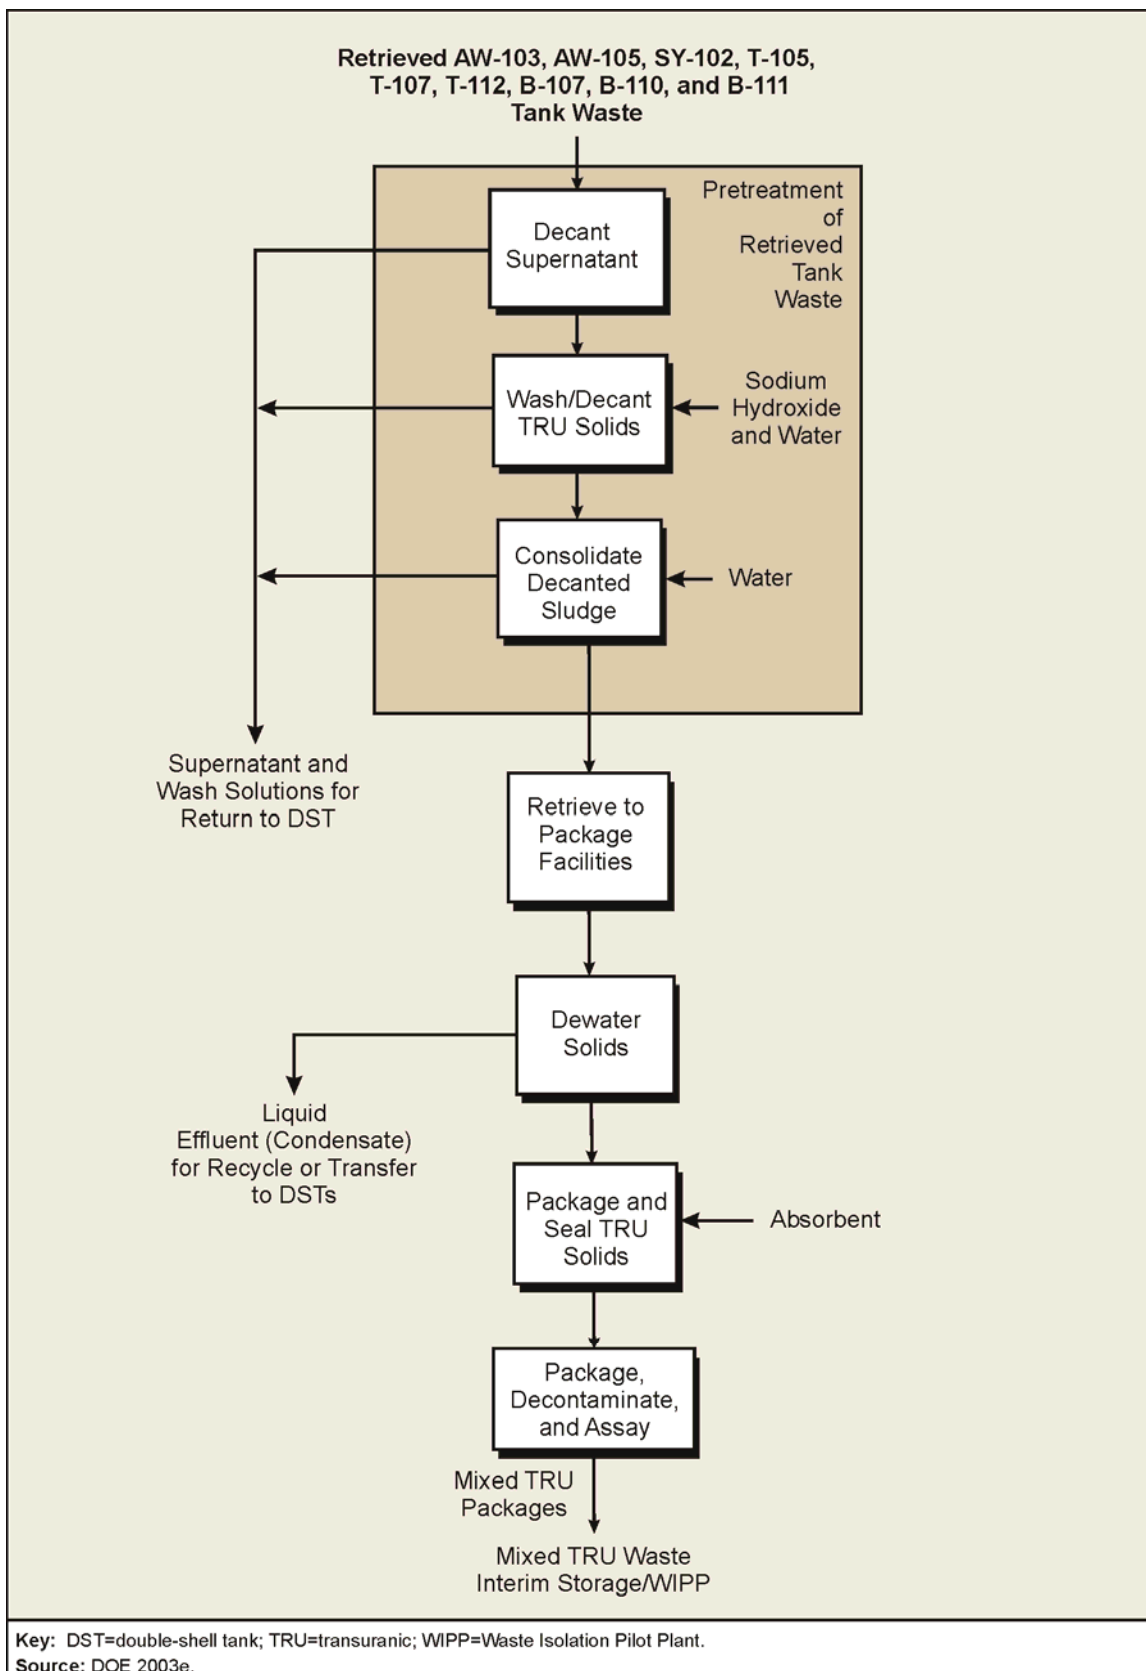 Retrieved AW-103, AW-105, SY-102, T-105,
T-107, T-112, B-107, B-110, and B-111
Tank Waste
Pretreatment
of
Retrieved
Tank
Waste
Decant
Supernatant
Wash/Decant
TRU Solids
Sodium
Hydroxide
and Water
Consolidate
Decanted
Sludge
Water
Supernatant and
Wash Solutions for
Return to DST
Retrieve to
Package
Facilities
Dewater
Solids
Liquid
Effluent (Condensate)
for Recycle or Transfer
to DSTs
Package and
Seal TRU
Solids
Absorbent
Package,
Decontaminate,
and Assay
Mixed TRU
Packages
Mixed TRU Waste
Interim Storage/WIPP
Key: DST=double-shell tank; TRU=transuranic; WIPP=Waste Isolation Pilot Plant.
Source: DOE 2003e.